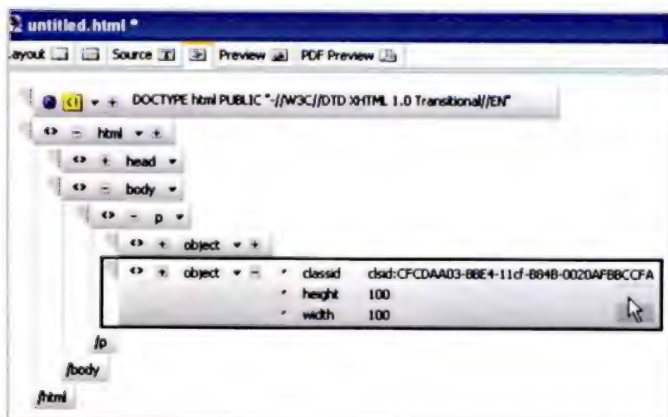 untitled.html *
ayout Source Preview PDF Preview
DOCTYPE html PUBLIC "-//W3C//DTD XHTML 1.0 Transitional//EN"
html
head
body
p
object
object classid clsid:CFCDAA03-8BE4-11cf-B84B-0020AFBBCCFA
height 100
width 100
/p
/body
/html